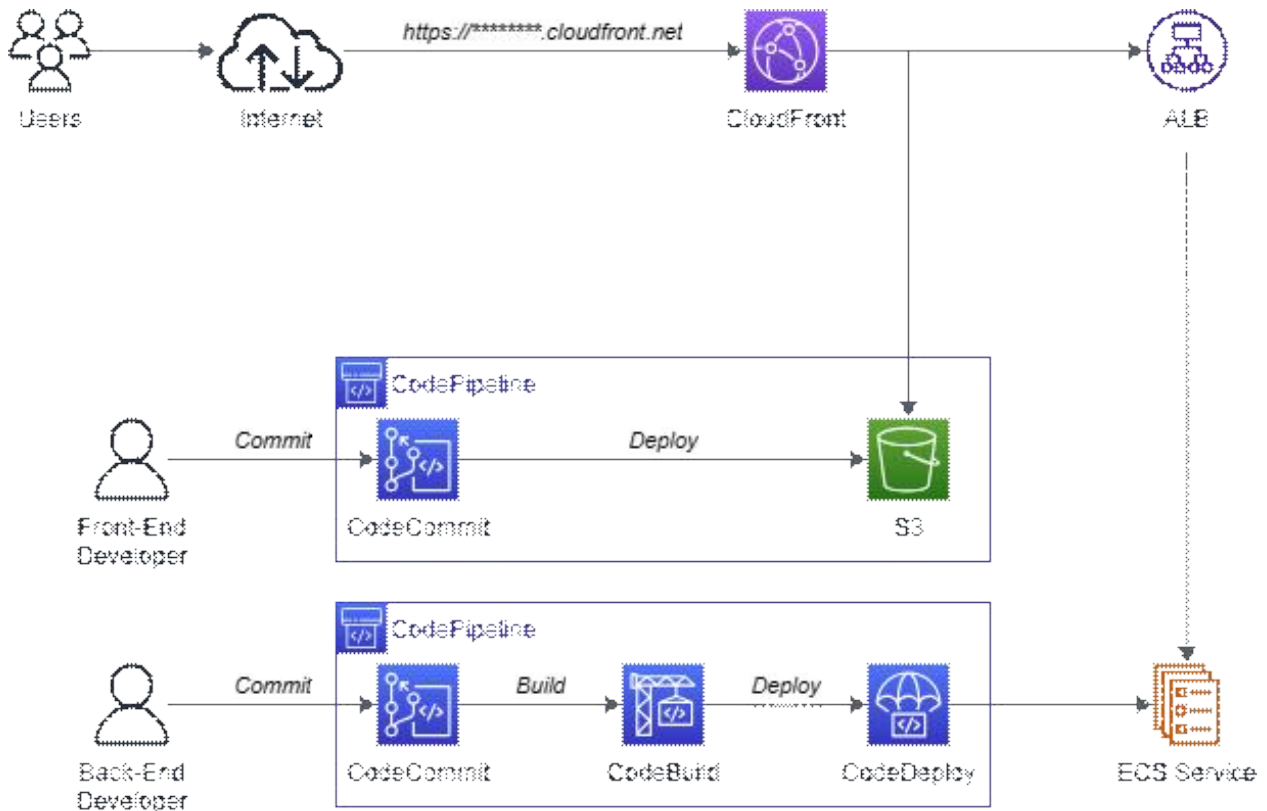 https://********.cloudfront.net
Users
Internet
CloudFront
ALB
CodePipeline
Commit
Deploy
Front-End
Developer
CodeCommit
S3
CodePipeline
Commit
Build
Deploy
Back-End
Developer
CodeCommit
CodeBuild
CodeDeploy
ECS Service